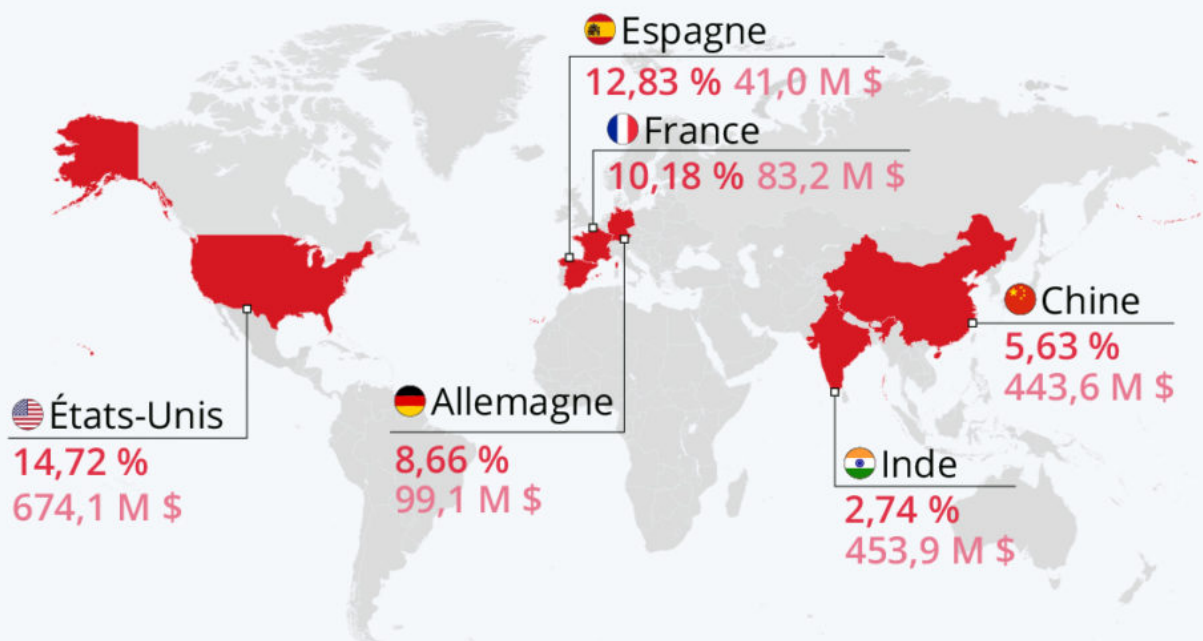 Espagne
12,83 % 41,0 M $
France
10,18 % 83,2 M $
Chine
5,63 %
443,6 M $
États-Unis
14,72 %
674,1 M $
Allemagne
8,66 %
99,1 M $
Inde
2,74 %
453,9 M $